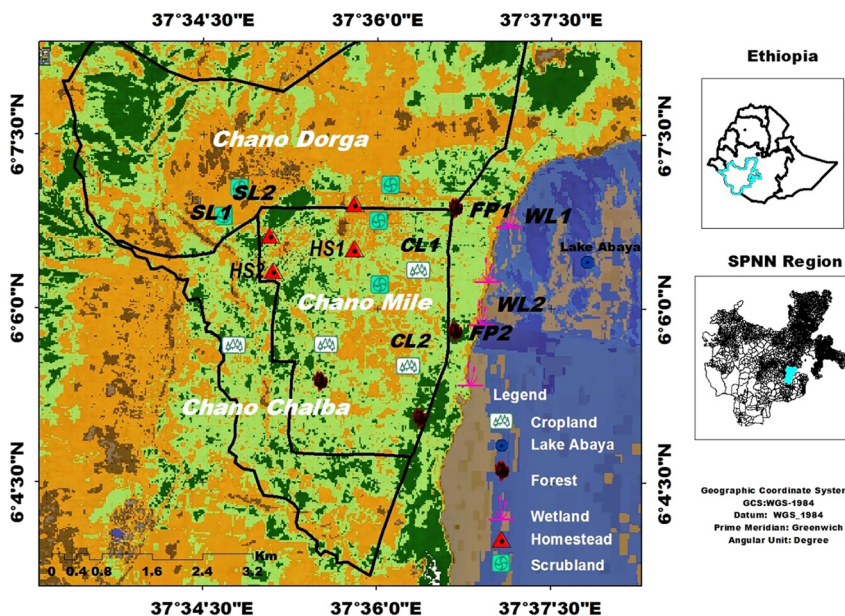 37°34'30"E
37°36'0"E
37°37'30"E
6°7'30"N
6°6'0"N
6°4'30"N
Chano Dorga
SL2
SL1
FP1
WL1
HS1
CL1
HS2
Lake Abaya
Chano Mile
WL2
FP2
CL2
Chano Chalba
Legend
Cropland
Lake Abaya
Forest
Wetland
Homestead
Scrubland
Km
0 0.4 0.8 1.6 2.4 3.2
37°34'30"E
37°36'0"E
37°37'30"E
6°7'30"N
6°6'0"N
6°4'30"N
Ethiopia
SPNN Region
Geographic Coordinate System
GCS:WGS-1984
Datum: WGS_1984
Prime Meridian: Greenwich
Angular Unit: Degree